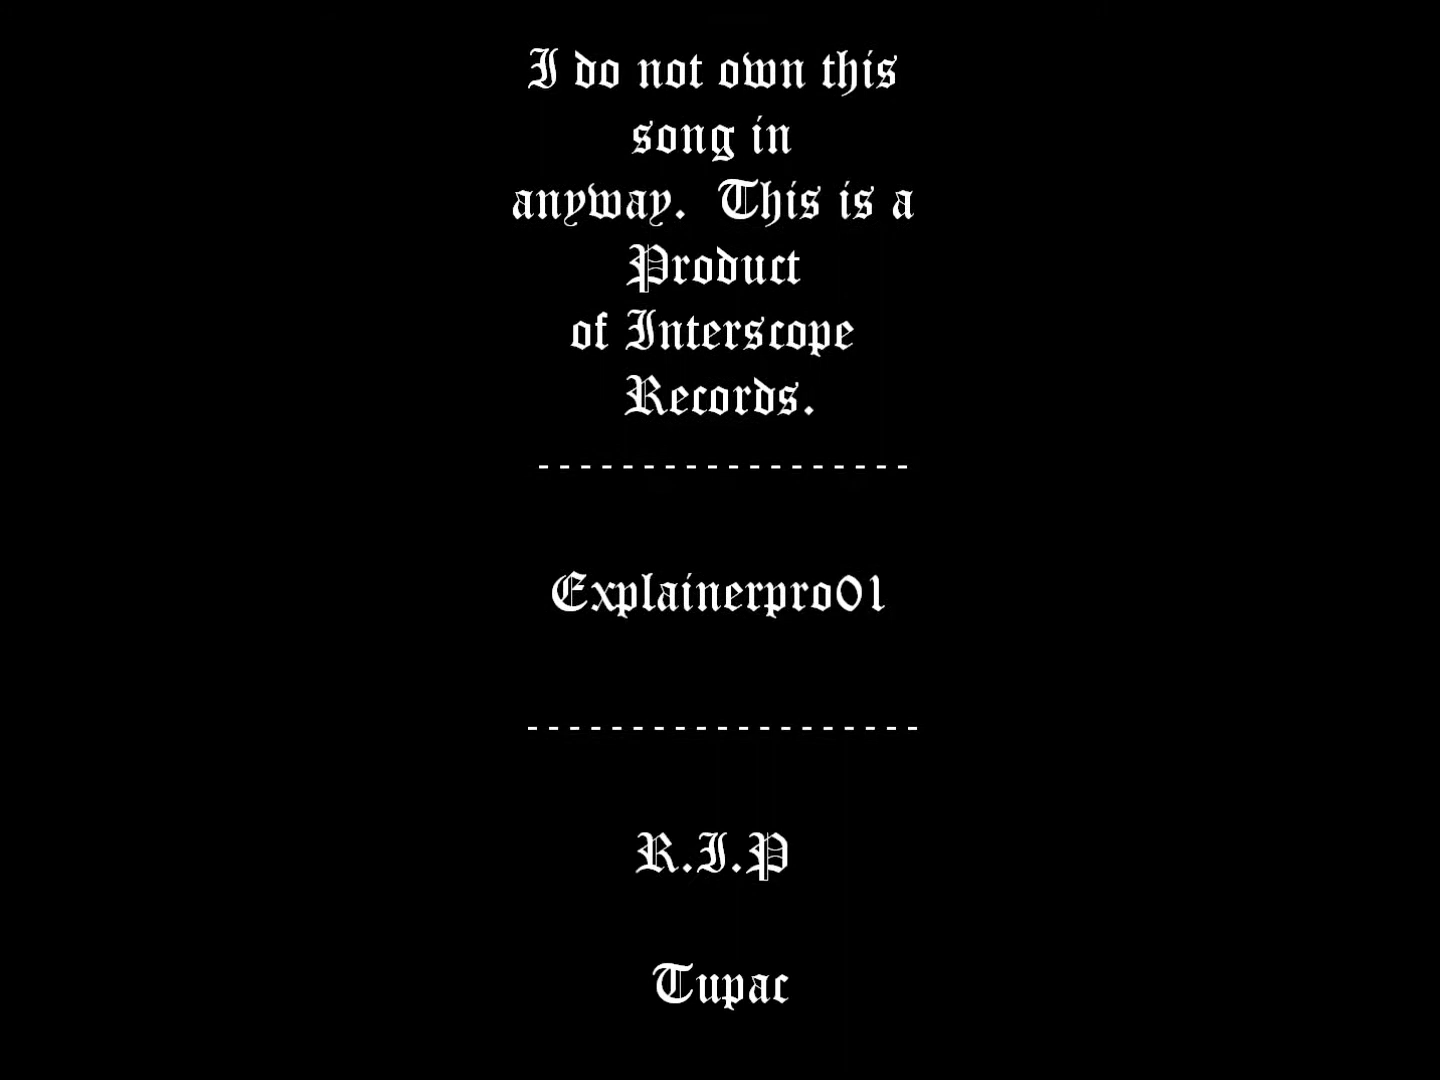 I do not own this
song in
anyway.  This is a
Product
of Interscope
Records.
------------------
Explainerpro01
-------------------
R.I.P
Tupac